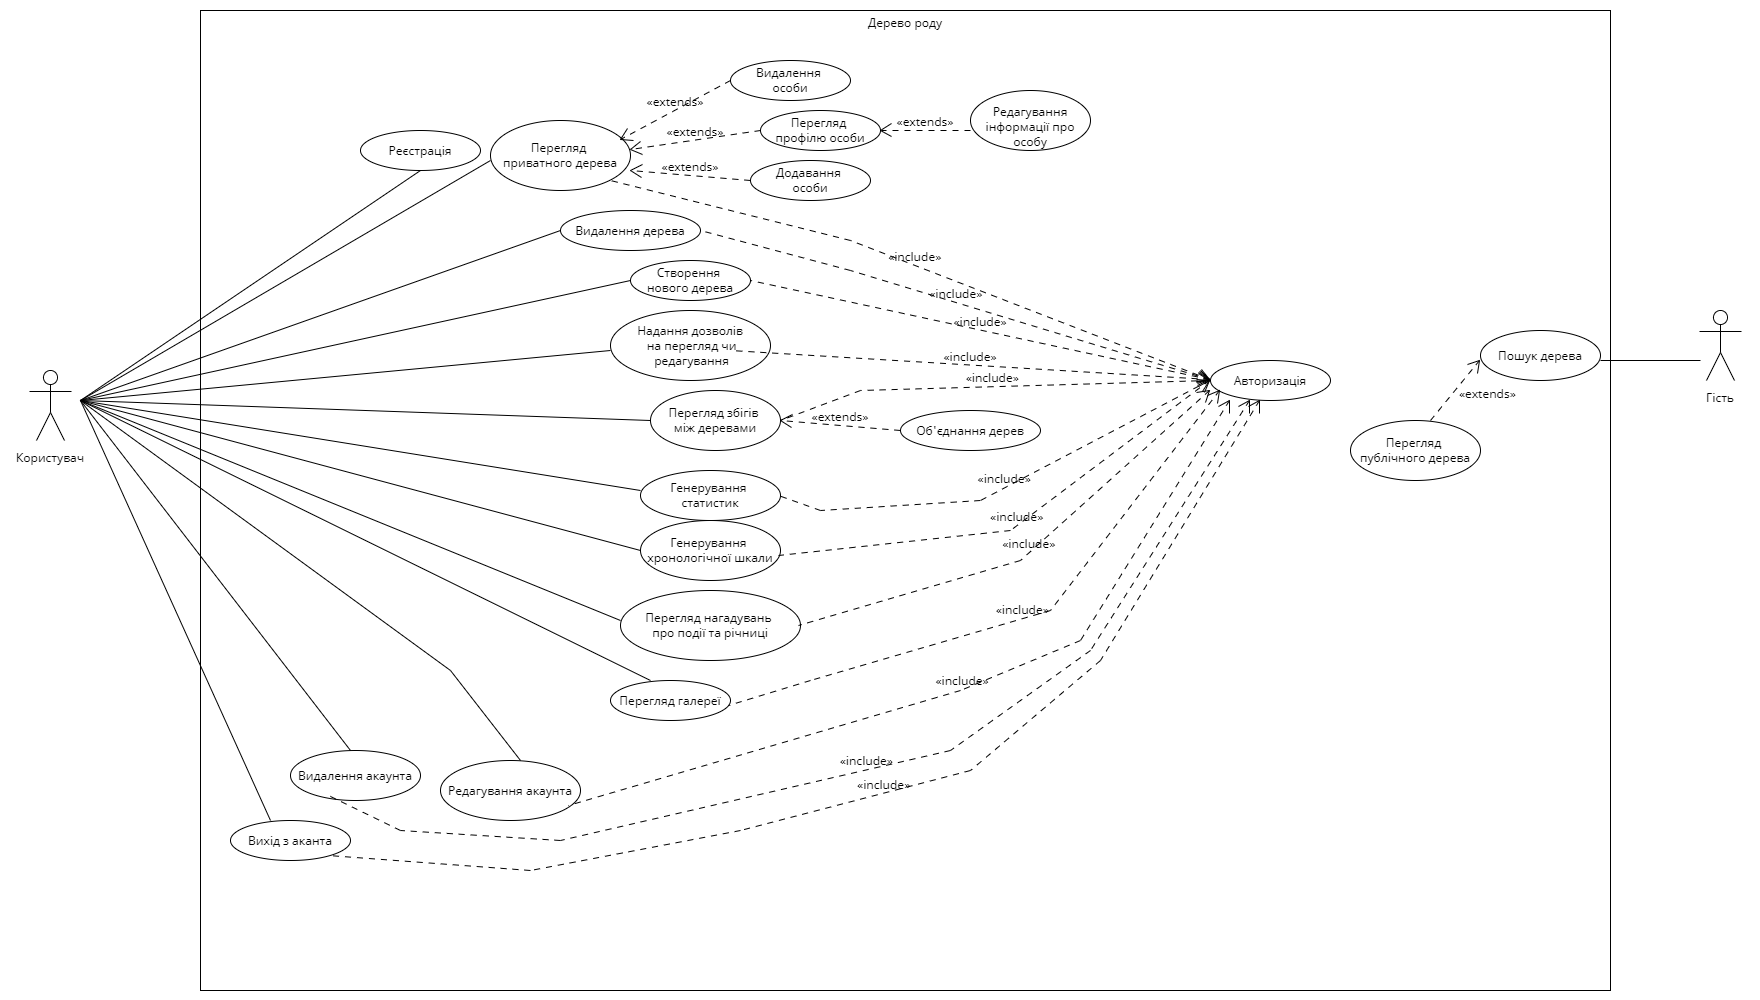 Дерево роду
Видалення
особи
«extends»
Перегляд
профілю особи
«extends»
«extends»
Редагування
інформації про
особу
Реєстрація
Перегляд
приватного дерева
«extends»
Додавання
особи
Видалення дерева
«include»
Створення
нового дерева
«include»
«include»
Надання дозволів
на перегляд чи
редагування
«include»
«include»
Авторизація
Пошук дерева
«extends»
Гість
Перегляд збігів
між деревами
«extends»
Об'єднання дерев
Перегляд
публічного дерева
Користувач
Генерування
статистик
«include»
Генерування
хронологічної шкали
«include»
«include»
Перегляд нагадувань
про події та річниці
«include»
Перегляд галереї
«include»
Видалення акаунта
Редагування акаунта
«include»
«include»
Вихід з аканта